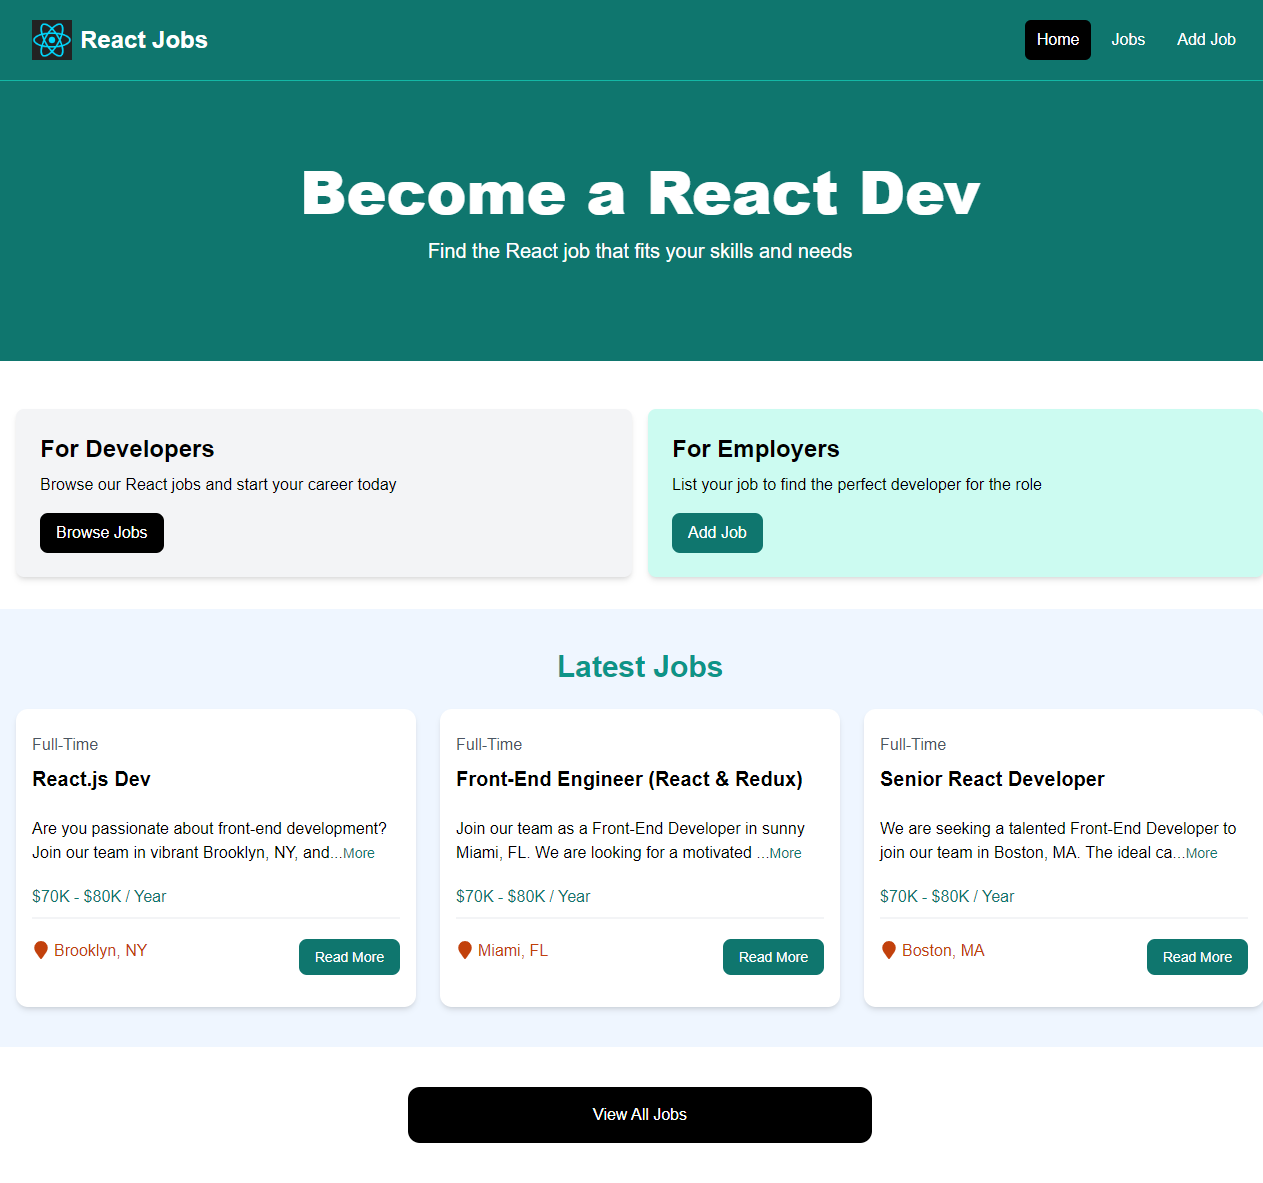 React Jobs
Home
Jobs
Add Job
Become a React Dev
Find the React job that fits your skills and needs
For Developers
Browse our React jobs and start your career today
Browse Jobs
For Employers
List your job to find the perfect developer for the role
Add Job
Latest Jobs
Full-Time
React.js Dev
Are you passionate about front-end development?
Join our team in vibrant Brooklyn, NY, and...More
$70K - $80K / Year
Brooklyn, NY
Read More
Full-Time
Front-End Engineer (React & Redux)
Join our team as a Front-End Developer in sunny
Miami, FL. We are looking for a motivated ...More
$70K - $80K / Year
Miami, FL
Read More
Full-Time
Senior React Developer
We are seeking a talented Front-End Developer to
join our team in Boston, MA. The ideal ca...More
$70K - $80K / Year
Boston, MA
Read More
View All Jobs